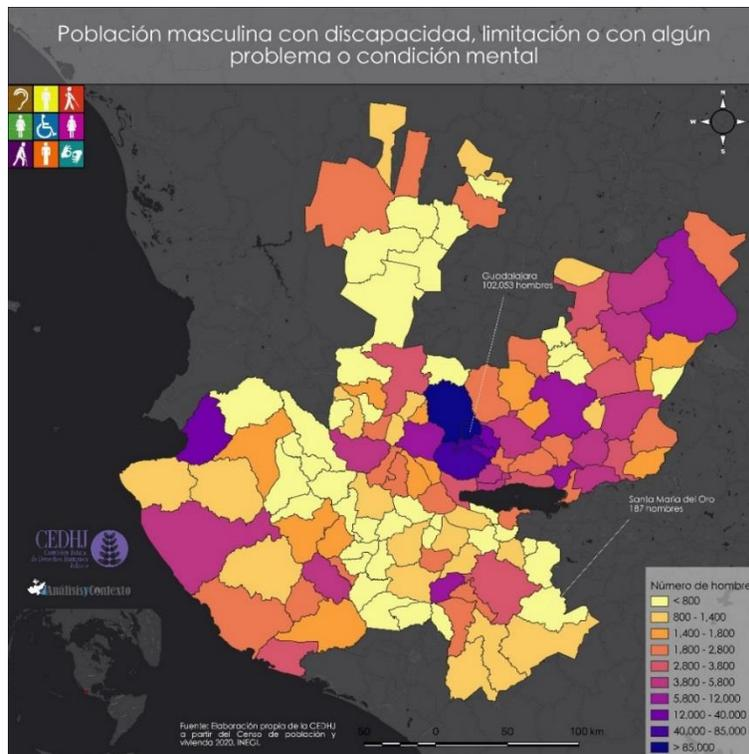 Población masculina con discapacidad, limitación o con algún
problema o condición mental
N
W
E
S
Guadalajara
102,053 hombres
Santa María del Oro
187 hombres
CEDHJ
AnálisisyContexto
Número de hombre
< 800
800 - 1,400
1,400 - 1,800
1,800 - 2,800
2,800 - 3,800
3,800 - 5,800
5,800 - 12,000
12,000 - 40,000
40,000 - 85,000
> 85,000
Fuente: Elaboración propia de la CEDHJ
a partir del Censo de población y
vivienda 2020, INEGI.
50
0
50
100 km